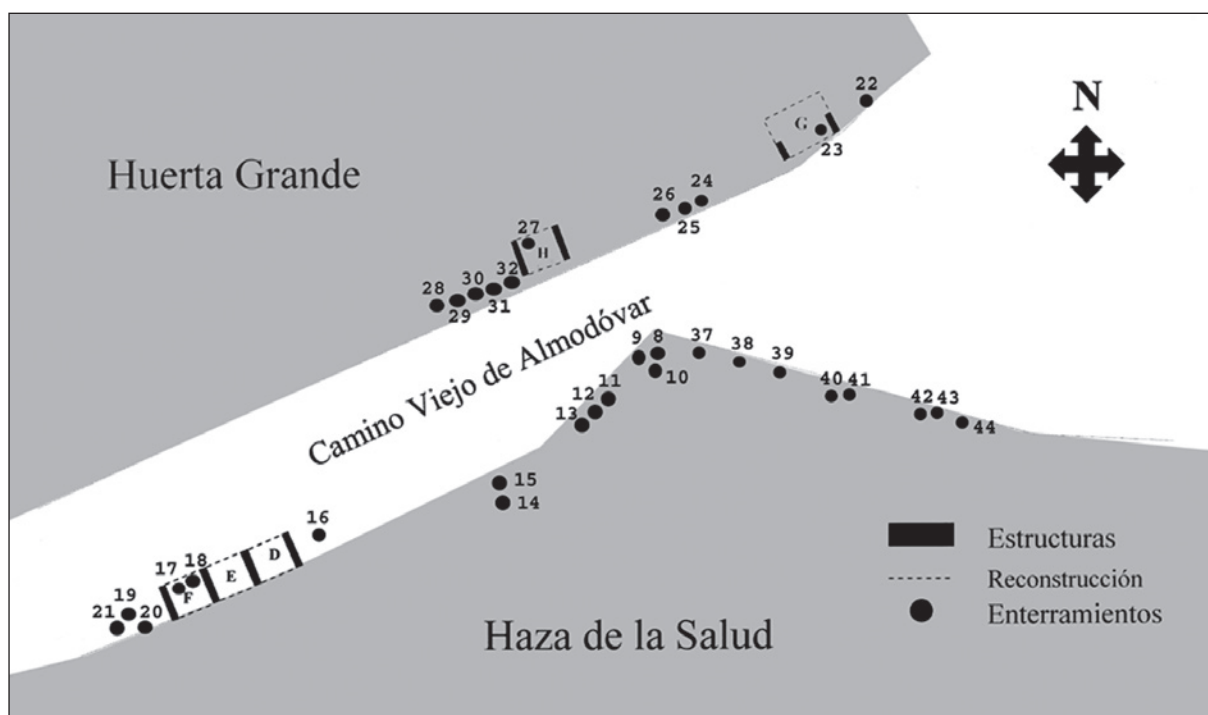 22
N
G
23
Huerta Grande
26
24
25
27
H
32
30
28
31
29
Camino Viejo de Almodóvar
9
8
37
38
39
10
40
41
11
12
13
42
43
44
15
14
16
Estructuras
Reconstrucción
Enterramientos
D
18
17
E
F
19
21
20
Haza de la Salud